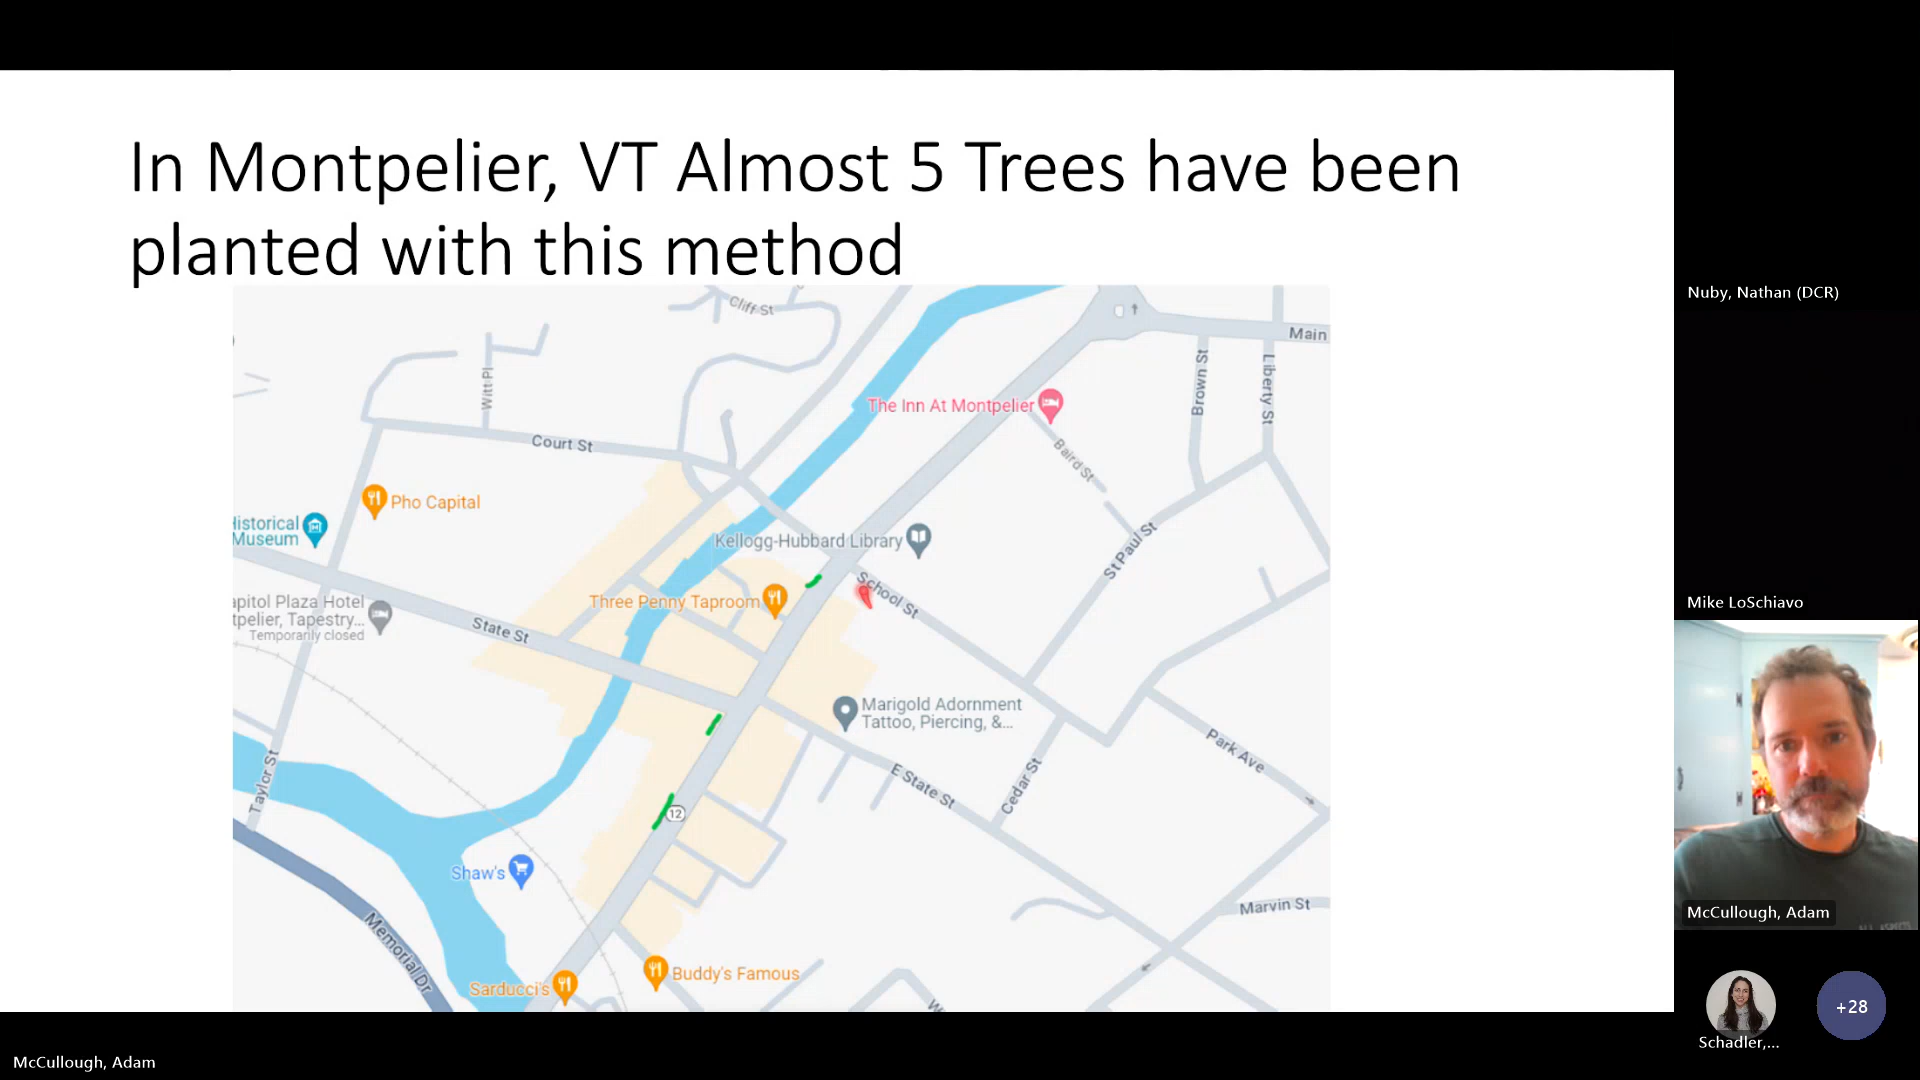 In Montpelier, VT Almost 5 Trees have been
planted with this method
Cliff St
Main
Witt Pl
Brown St
Liberty St
The Inn At Montpelier
Court St
Baird St
Pho Capital
Historical
Museum
Kellogg-Hubbard Library
St Paul St
School St
Three Penny Taproom
apitol Plaza Hotel
tpelier, Tapestry...
Temporarily closed
State St
Marigold Adornment
Tattoo, Piercing, &...
Park Ave
Taylor St
E State St
Cedar St
12
Shaw's
Marvin St
Memorial Dr
Buddy's Famous
Sarducci's
Nuby, Nathan (DCR)
Mike LoSchiavo
McCullough, Adam
+28
Schadler,...
McCullough, Adam